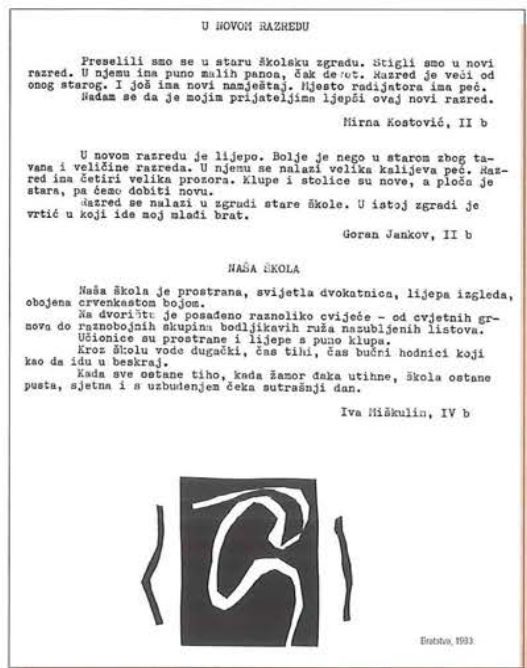 U NOVOM RAZREDU
Preselili smo se u staru školsku zgradu. Stigli smo u novi
razred. U njemu ima puno malih panoa, čak devet. Razred je veći od
onog starog. I još ima novi namještaj. Mjesto radijatora ima peć.
Nadam se da je mojim prijateljima ljepši ovaj novi razred.
Mirna Kostović, II b
U novom razredu je lijepo. Bolje je nego u starom zbog ta-
vana i veličine razreda. U njemu se nalazi velika kalijeva peć. Raz-
red ima četiri velika prozora. Klupe i stolice su nove, a ploča je
stara, pa ćemo dobiti novu.
Razred se nalazi u zgradi stare škole. U istoj zgradi je
vrtić u koji ide moj mlađi brat.
Goran Jankov, II b
NAŠA ŠKOLA
Naša škola je prostrana, svijetla dvokatnica, lijepa izgleda,
obojena crvenkastom bojom.
Na dvorištu je posađeno raznoliko cvijeće - od cvjetnih gr-
mova do raznobojnih skupina bodljikavih ruža nazubljenih listova.
Učionice su prostrane i lijepe s puno klupa.
Kroz školu vode dugački, čas tihi, čas bučni hodnici koji
kao da idu u beskraj.
Kada sve ostane tiho, kada žamor đaka utihne, škola ostane
pusta, sjetna i s uzbuđenjem čeka sutrašnji dan.
Iva Miškulin, IV b
Bratstvo, 1993.